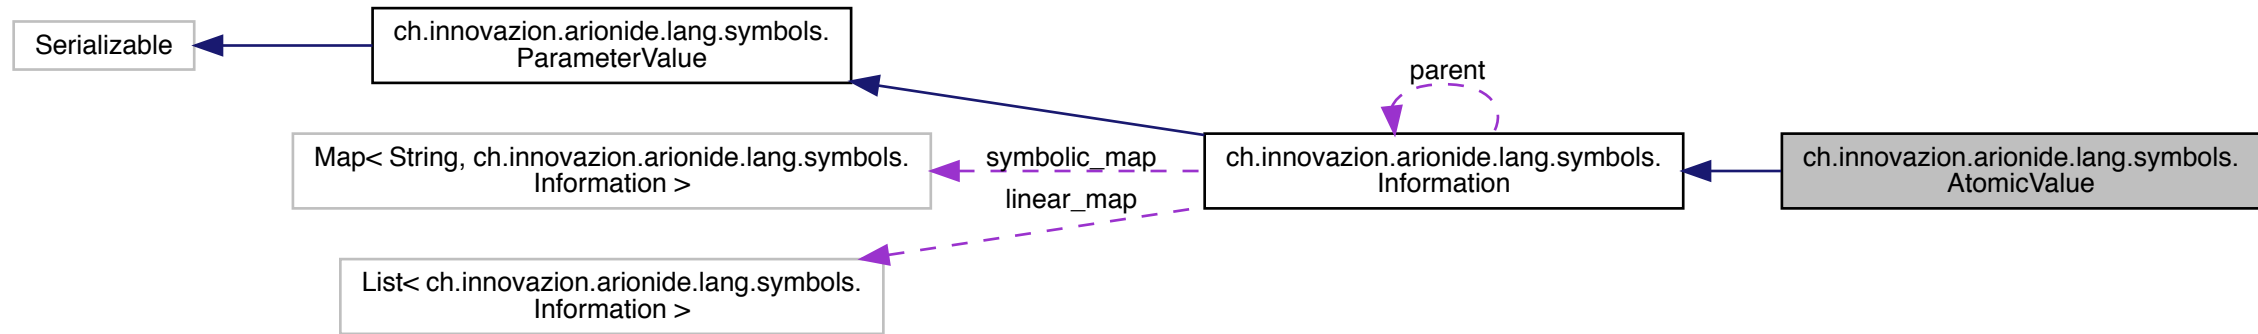 Serializable
ch.innovazion.arionide.lang.symbols.
ParameterValue
parent
Map< String, ch.innovazion.arionide.lang.symbols.
Information >
symbolic_map
linear_map
ch.innovazion.arionide.lang.symbols.
Information
ch.innovazion.arionide.lang.symbols.
AtomicValue
List< ch.innovazion.arionide.lang.symbols.
Information >